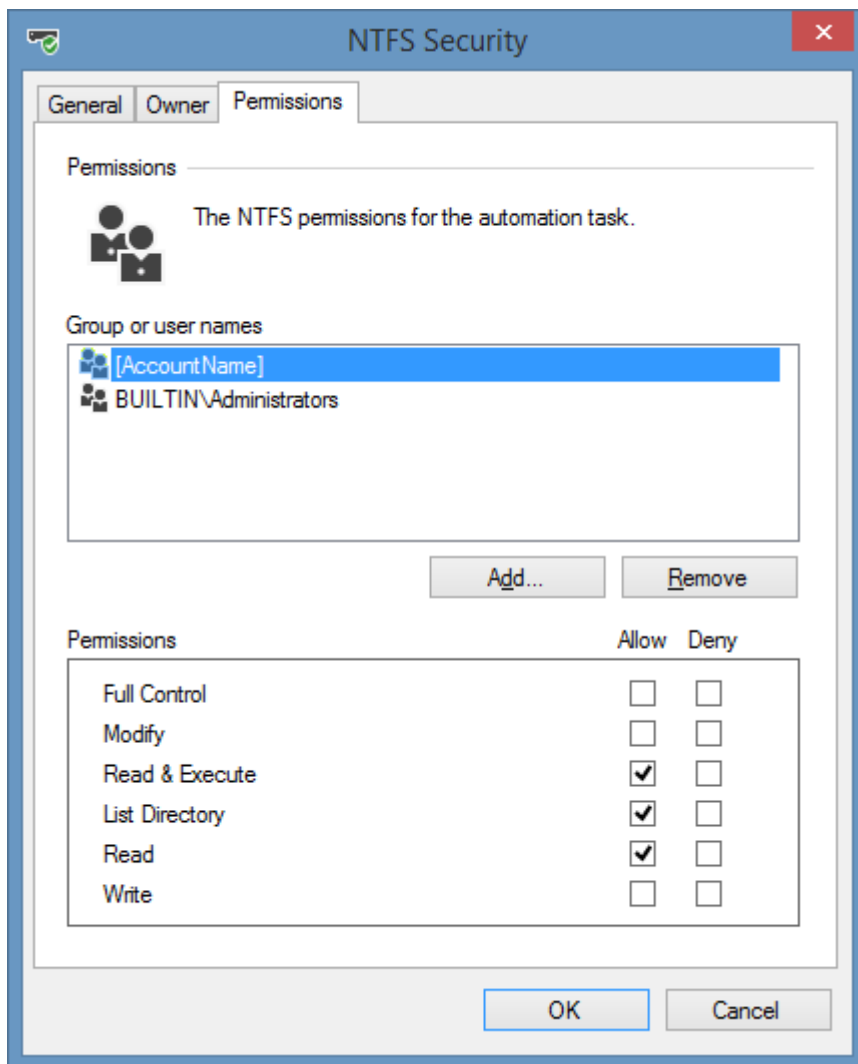 NTFS Security
General Owner Permissions
Permissions
The NTFS permissions for the automation task.
Group or user names
[AccountName]
BUILTIN\Administrators
Add... Remove
Permissions Allow Deny
Full Control
Modify
Read & Execute
List Directory
Read
Write
OK Cancel